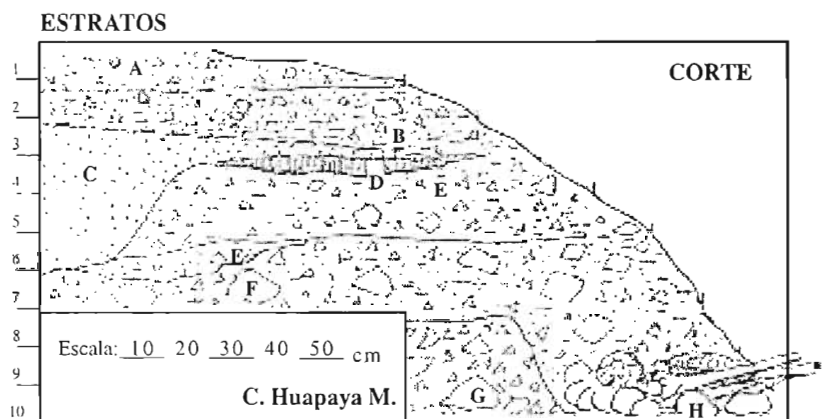 ESTRATOS
CORTE
1
A
2
B
3
C
D
E
4
5
E
6
F
7
8
Escala: 10 20 30 40 50 cm
9
C. Huapaya M.
G
H
10